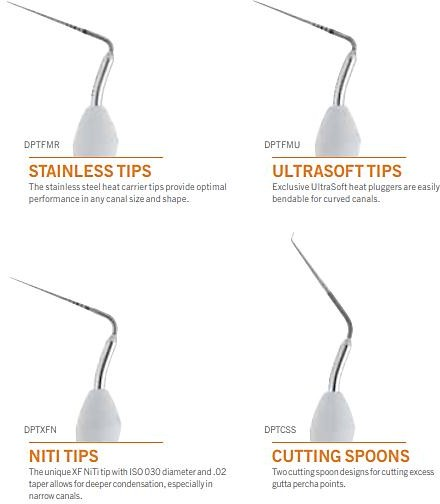 DPTFMR
STAINLESS TIPS
The stainless steel heat carrier tips provide optimal
performance in any canal size and shape.
DPTFMU
ULTRASOFT TIPS
Exclusive UltraSoft heat pluggers are easily
bendable for curved canals.
DPTXFN
NITI TIPS
The unique XF NiTi tip with ISO 030 diameter and .02
taper allows for deeper condensation, especially in
narrow canals.
DPTCSS
CUTTING SPOONS
Two cutting spoon designs for cutting excess
gutta percha points.